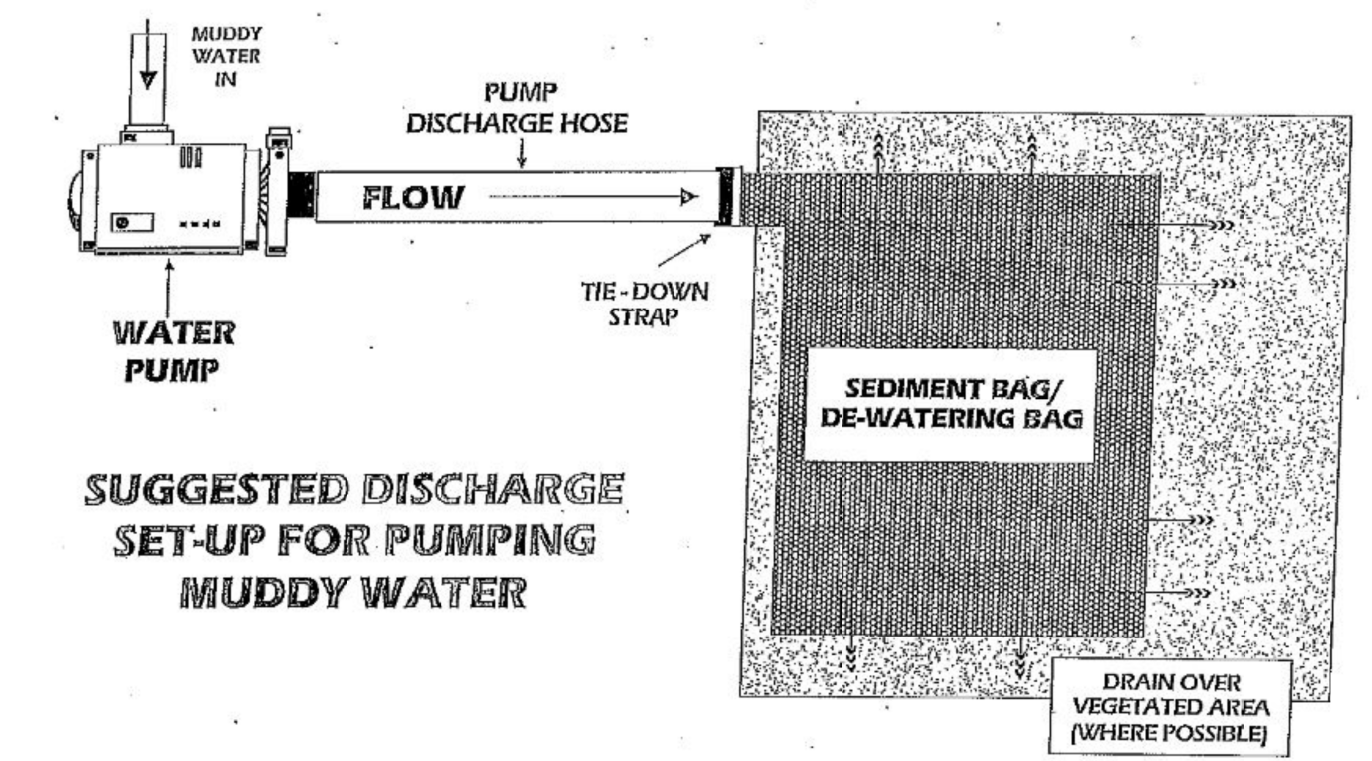 MUDDY
WATER
IN
PUMP
DISCHARGE HOSE
FLOW
TIE-DOWN
STRAP
WATER
PUMP
SEDIMENT BAG/
DE-WATERING BAG
SUGGESTED DISCHARGE
SET-UP FOR PUMPING
MUDDY WATER
DRAIN OVER
VEGETATED AREA
(WHERE POSSIBLE)